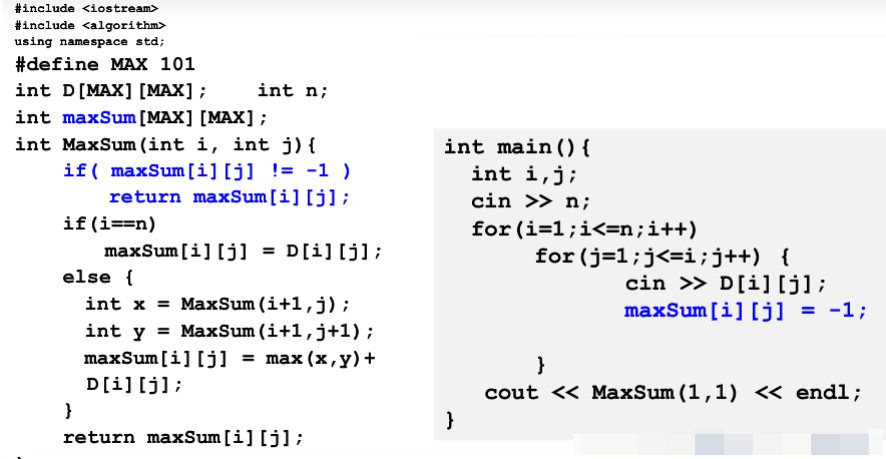 #include <iostream>
#include <algorithm>
using namespace std;
#define MAX 101
int D[MAX][MAX];    int n;
int maxSum[MAX][MAX];
int MaxSum(int i, int j){
if( maxSum[i][j] != -1 )
return maxSum[i][j];
if(i==n)
maxSum[i][j] = D[i][j];
else {
int x = MaxSum(i+1,j);
int y = MaxSum(i+1,j+1);
maxSum[i][j] = max(x,y)+
D[i][j];
}
return maxSum[i][j];
int main(){
int i,j;
cin >> n;
for(i=1;i<=n;i++)
for(j=1;j<=i;j++) {
cin >> D[i][j];
maxSum[i][j] = -1;
}
cout << MaxSum(1,1) << endl;
}